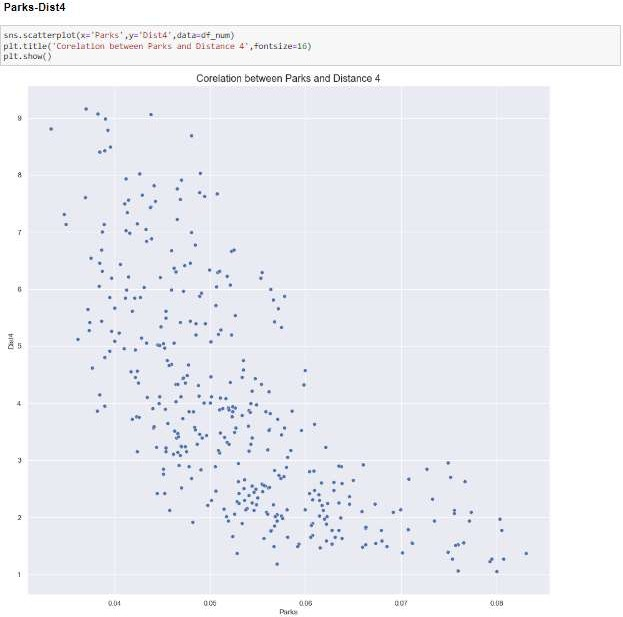 Parks-Dist4
sns.scatterplot(x='Parks',y='Dist4',data=df_num)
plt.title('Corelation between Parks and Distance 4',fontsize=16)
plt.show()
Corelation between Parks and Distance 4
9
8
7
6
5
4
3
2
1
Dist4
0.04 0.05 0.06 0.07 0.08
Parks